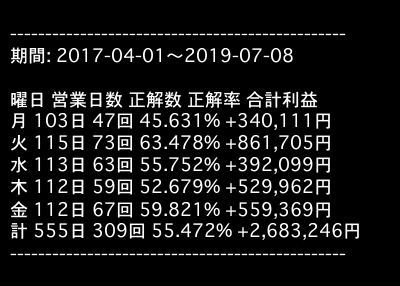 ------------------------------------------------
期間: 2017-04-01～2019-07-08
曜日 営業日数 正解数 正解率 合計利益
月 103日 47回 45.631% +340,111円
火 115日 73回 63.478% +861,705円
水 113日 63回 55.752% +392,099円
木 112日 59回 52.679% +529,962円
金 112日 67回 59.821% +559,369円
計 555日 309回 55.472% +2,683,246円
------------------------------------------------